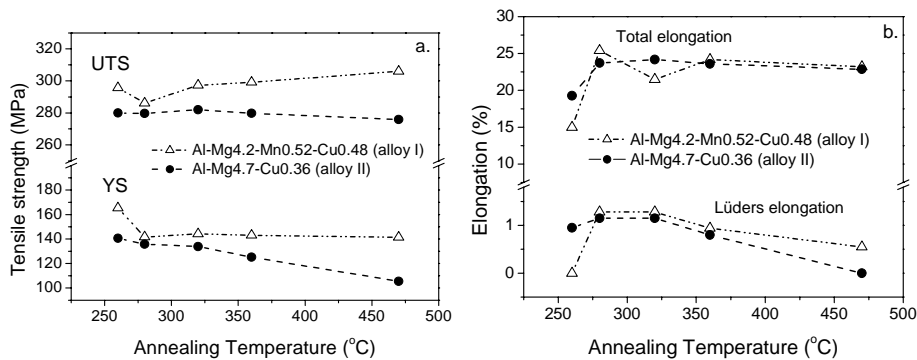 a.
UTS
Al-Mg4.2-Mn0.52-Cu0.48 (alloy I)
Al-Mg4.7-Cu0.36 (alloy II)
YS
Tensile strength (MPa)
320
300
280
260
160
140
120
100
250 300 350 400 450 500
Annealing Temperature (°C)
b.
Total elongation
Al-Mg4.2-Mn0.52-Cu0.48 (alloy I)
Al-Mg4.7-Cu0.36 (alloy II)
Lüders elongation
Elongation (%)
30
25
20
15
1
0
250 300 350 400 450 500
Annealing Temperature (°C)